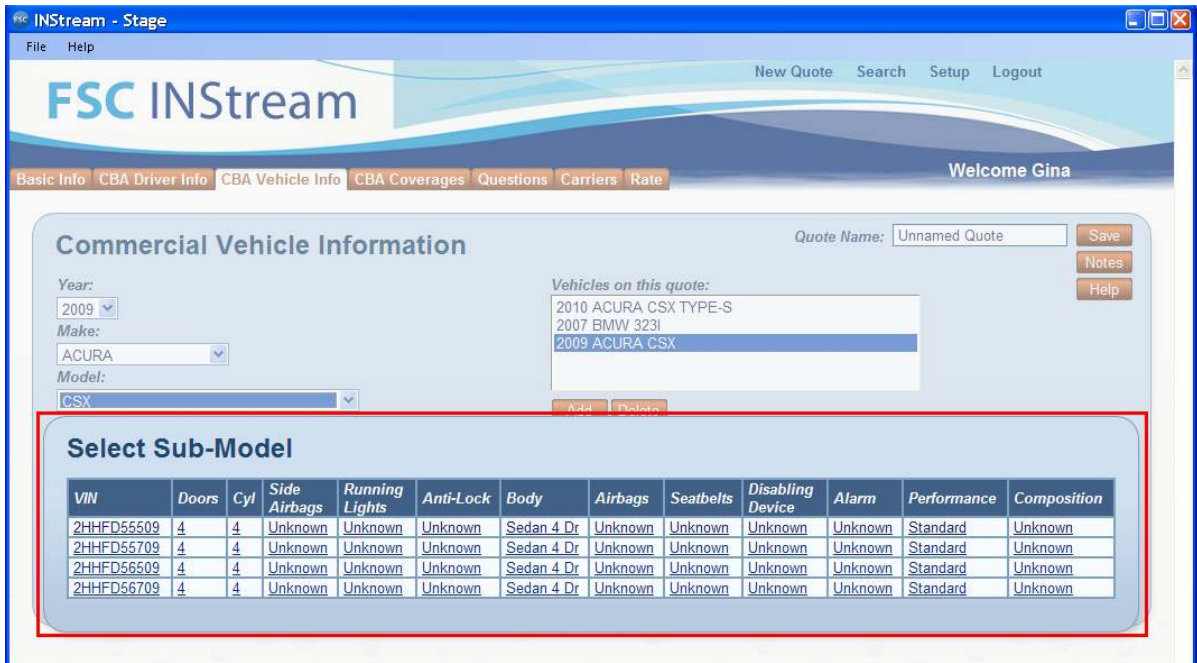 FSC INStream - Stage
File Help
New Quote Search Setup Logout
FSC INStream
Welcome Gina
Basic Info CBA Driver Info CBA Vehicle Info CBA Coverages Questions Carriers Rate
Commercial Vehicle Information
Quote Name: Unnamed Quote Save
Notes
Help
Year:
2009
Make:
ACURA
Model:
CSX
Vehicles on this quote:
2010 ACURA CSX TYPE-S
2007 BMW 323I
2009 ACURA CSX
Add Delete
Select Sub-Model
VIN Doors Cyl Side Airbags Running Lights Anti-Lock Body Airbags Seatbelts Disabling Device Alarm Performance Composition
2HHFD55509 4 4 Unknown Unknown Unknown Sedan 4 Dr Unknown Unknown Unknown Unknown Standard Unknown
2HHFD55709 4 4 Unknown Unknown Unknown Sedan 4 Dr Unknown Unknown Unknown Unknown Standard Unknown
2HHFD56509 4 4 Unknown Unknown Unknown Sedan 4 Dr Unknown Unknown Unknown Unknown Standard Unknown
2HHFD56709 4 4 Unknown Unknown Unknown Sedan 4 Dr Unknown Unknown Unknown Unknown Standard Unknown